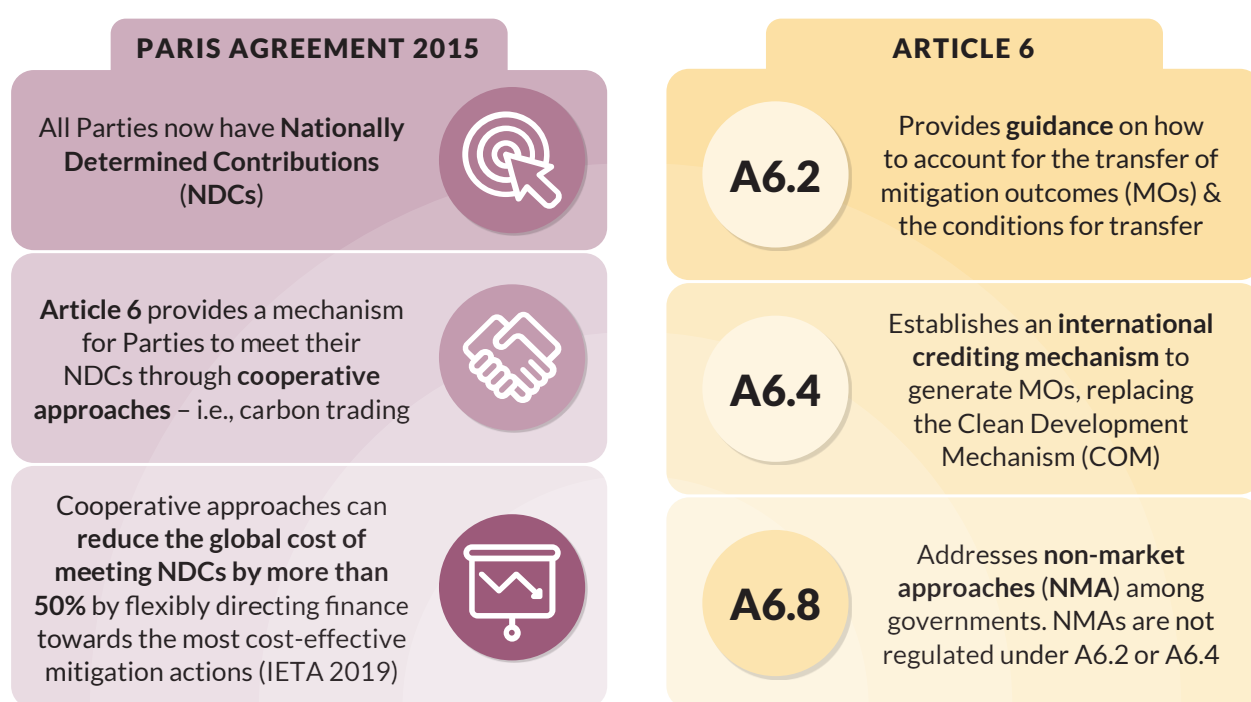 PARIS AGREEMENT 2015
All Parties now have Nationally
Determined Contributions
(NDCs)
Article 6 provides a mechanism
for Parties to meet their
NDCs through cooperative
approaches – i.e., carbon trading
Cooperative approaches can
reduce the global cost of
meeting NDCs by more than
50% by flexibly directing finance
towards the most cost-effective
mitigation actions (IETA 2019)
ARTICLE 6
A6.2
Provides guidance on how
to account for the transfer of
mitigation outcomes (MOs) &
the conditions for transfer
A6.4
Establishes an international
crediting mechanism to
generate MOs, replacing
the Clean Development
Mechanism (COM)
A6.8
Addresses non-market
approaches (NMA) among
governments. NMAs are not
regulated under A6.2 or A6.4